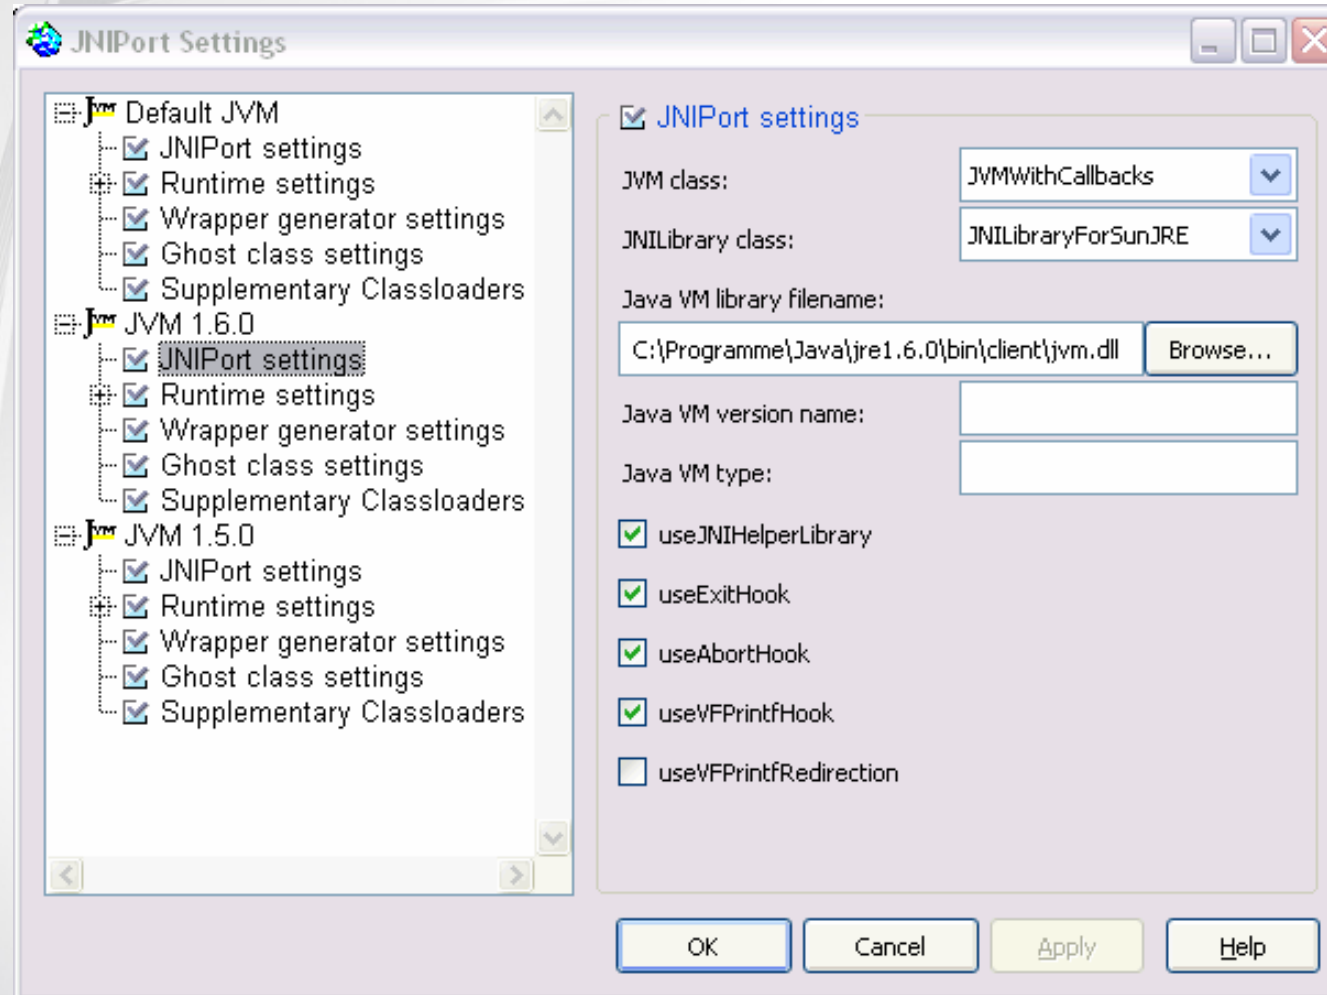 JNIPort Settings
Jvm Default JVM
JNIPort settings
Runtime settings
Wrapper generator settings
Ghost class settings
Supplementary Classloaders
Jvm JVM 1.6.0
JNIPort settings
Runtime settings
Wrapper generator settings
Ghost class settings
Supplementary Classloaders
Jvm JVM 1.5.0
JNIPort settings
Runtime settings
Wrapper generator settings
Ghost class settings
Supplementary Classloaders
JNIPort settings
JVM class: JVMWithCallbacks
JNILibrary class: JNILibraryForSunJRE
Java VM library filename:
C:\Programme\Java\jre1.6.0\bin\client\jvm.dll Browse...
Java VM version name:
Java VM type:
useJNIHelperLibrary
useExitHook
useAbortHook
useVFPrintfHook
useVFPrintfRedirection
OK Cancel Apply Help